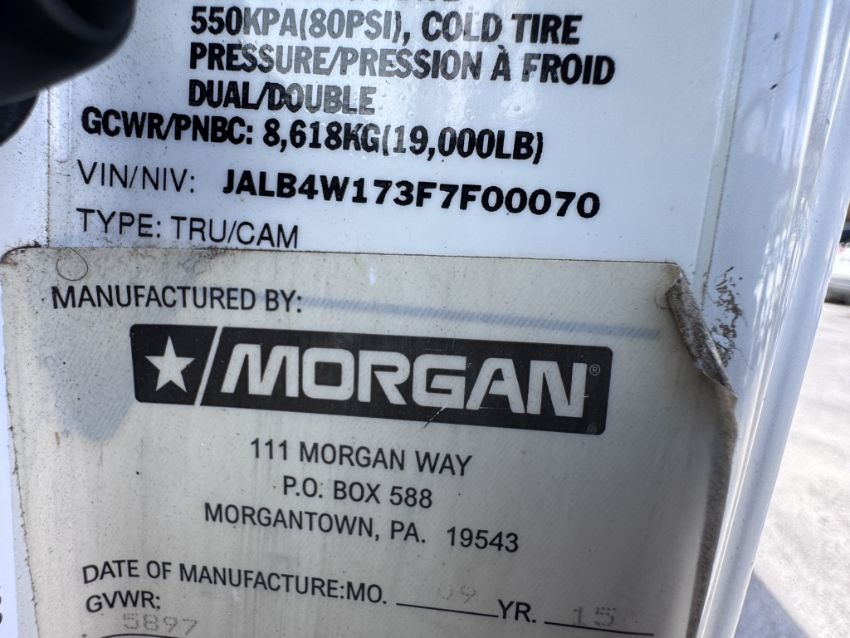 550KPA(80PSI), COLD TIRE
PRESSURE/PRESSION À FROID
DUAL/DOUBLE
GCWR/PNBC: 8,618KG(19,000LB)
VIN/NIV: JALB4W173F7F00070
TYPE: TRU/CAM
MANUFACTURED BY:
MORGAN®
111 MORGAN WAY
P.O. BOX 588
MORGANTOWN, PA. 19543
DATE OF MANUFACTURE:MO. 09 YR. 15
GVWR:
5897